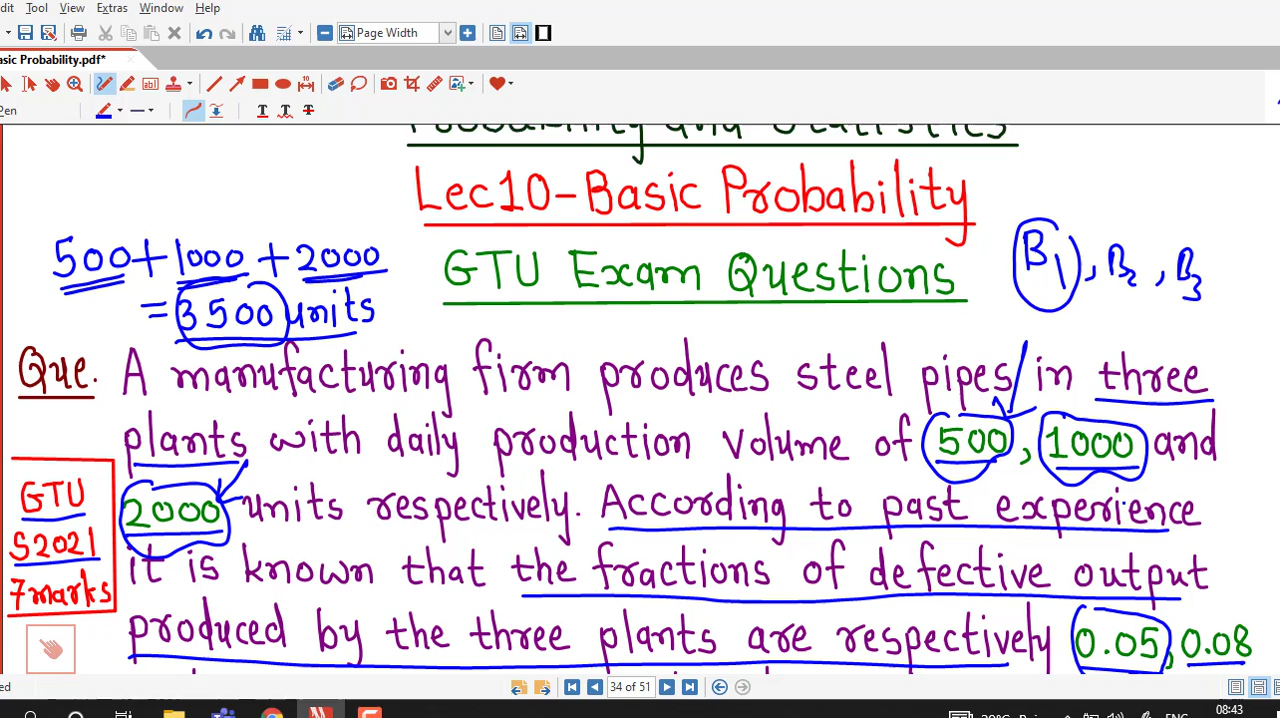 Tool View Extras Window Help
Page Width
asic Probability.pdf*
Pen
Probability and Statistics
Lec10-Basic Probability
GTU Exam Questions
500+1000+2000
= 3500 units
B1, B2, B3
Que. A manufacturing firm produces steel pipes in three
plants with daily production volume of 500, 1000 and
2000 units respectively. According to past experience
it is known that the fractions of defective output
produced by the three plants are respectively 0.05, 0.08
GTU
S2021
7marks
34 of 51
08:43
ENG